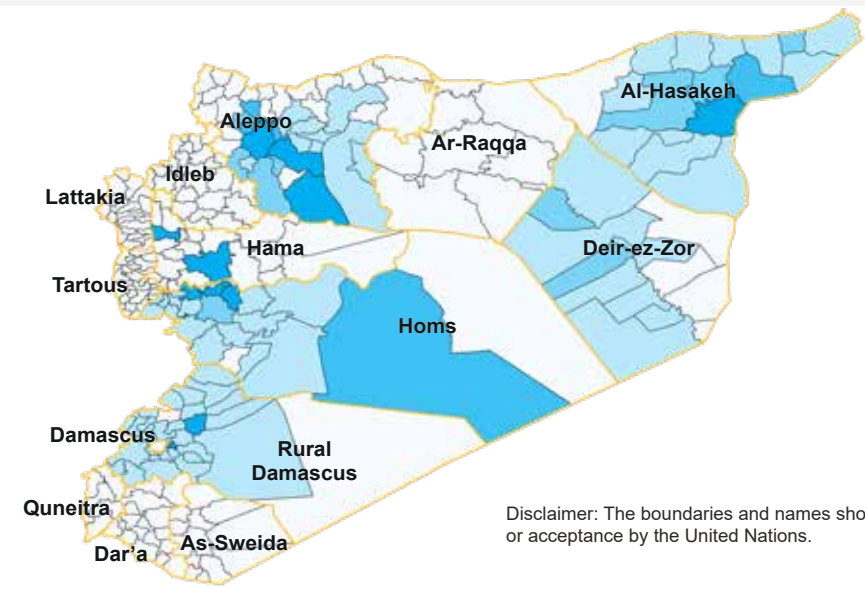 Al-Hasakeh
Aleppo
Ar-Raqqa
Idleb
Lattakia
Hama
Deir-ez-Zor
Tartous
Homs
Damascus
Rural
Damascus
Quneitra
Dar’a
As-Sweida
Disclaimer: The boundaries and names sho
or acceptance by the United Nations.